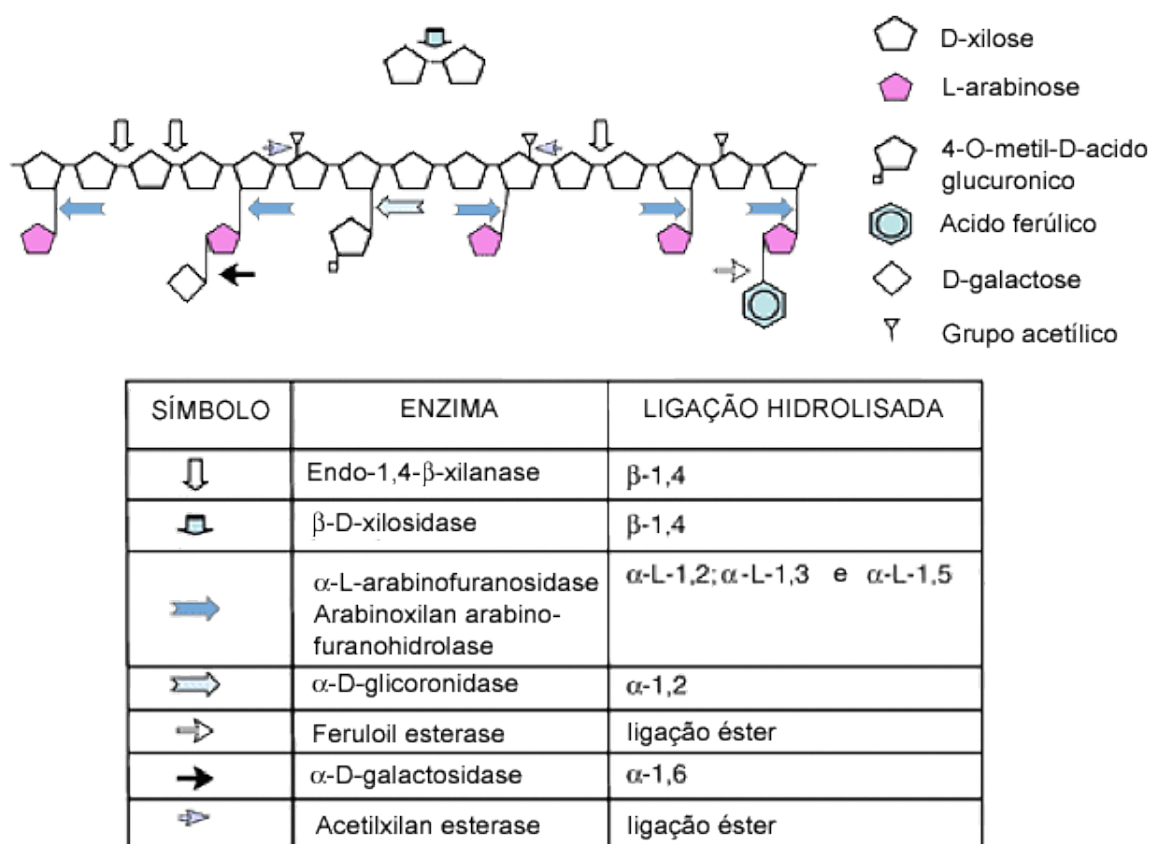 D-xilose
L-arabinose
4-O-metil-D-acido
glucuronico
Acido ferúlico
D-galactose
Grupo acetílico
SÍMBOLO ENZIMA LIGAÇÃO HIDROLISADA
Endo-1,4-β-xilanase β-1,4
β-D-xilosidase β-1,4
α-L-arabinofuranosidase α-L-1,2; α-L-1,3 e α-L-1,5
Arabinoxilan arabino-
furanohidrolase
α-D-glicoronidase α-1,2
Feruloil esterase ligação éster
α-D-galactosidase α-1,6
Acetilxilan esterase ligação éster